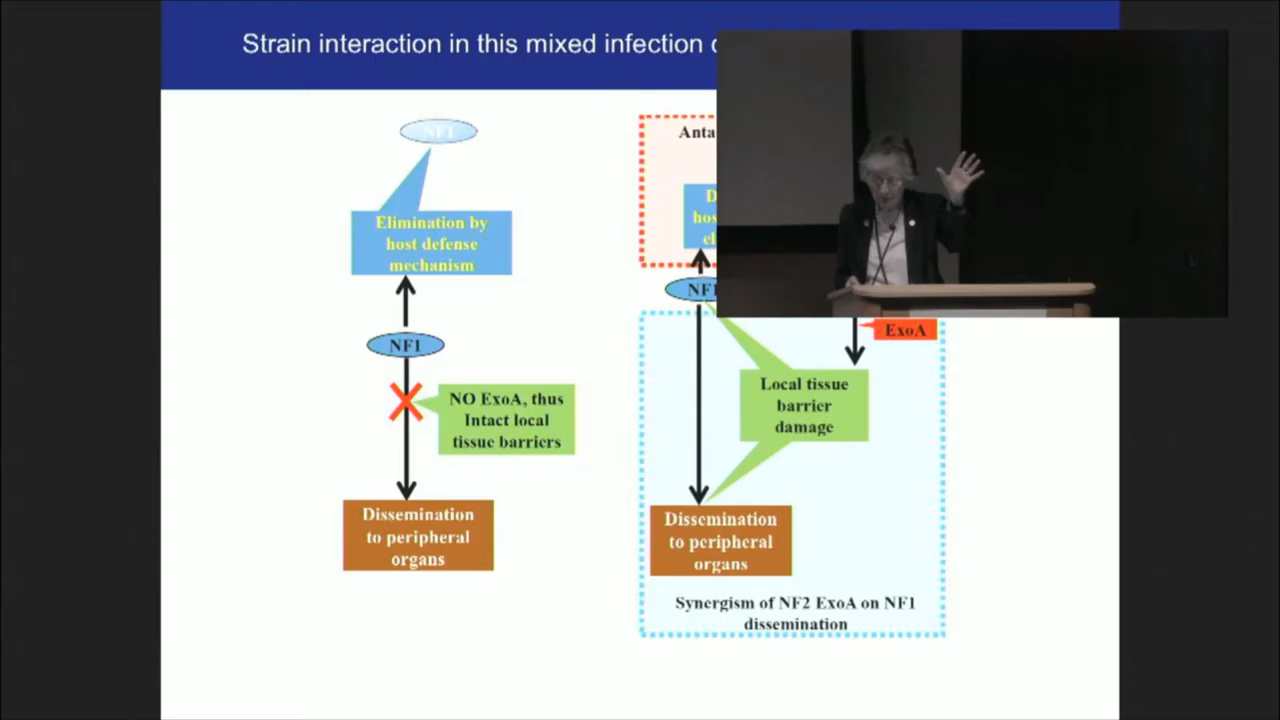 Strain interaction in this mixed infection
NF1
Elimination by
host defense
mechanism
NF1
NO ExoA, thus
Intact local
tissue barriers
Dissemination
to peripheral
organs
NF1
ExoA
Local tissue
barrier
damage
Dissemination
to peripheral
organs
Synergism of NF2 ExoA on NF1
dissemination